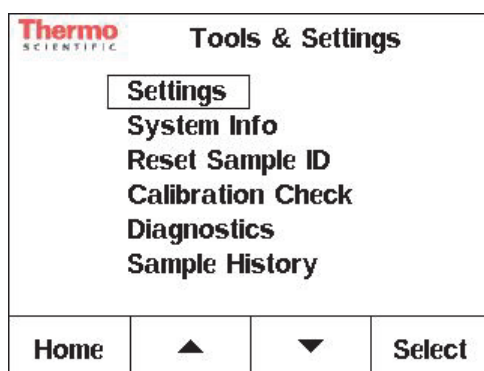 Thermo
SCIENTIFIC
Tools & Settings
Settings
System Info
Reset Sample ID
Calibration Check
Diagnostics
Sample History
Home ▲ ▼ Select